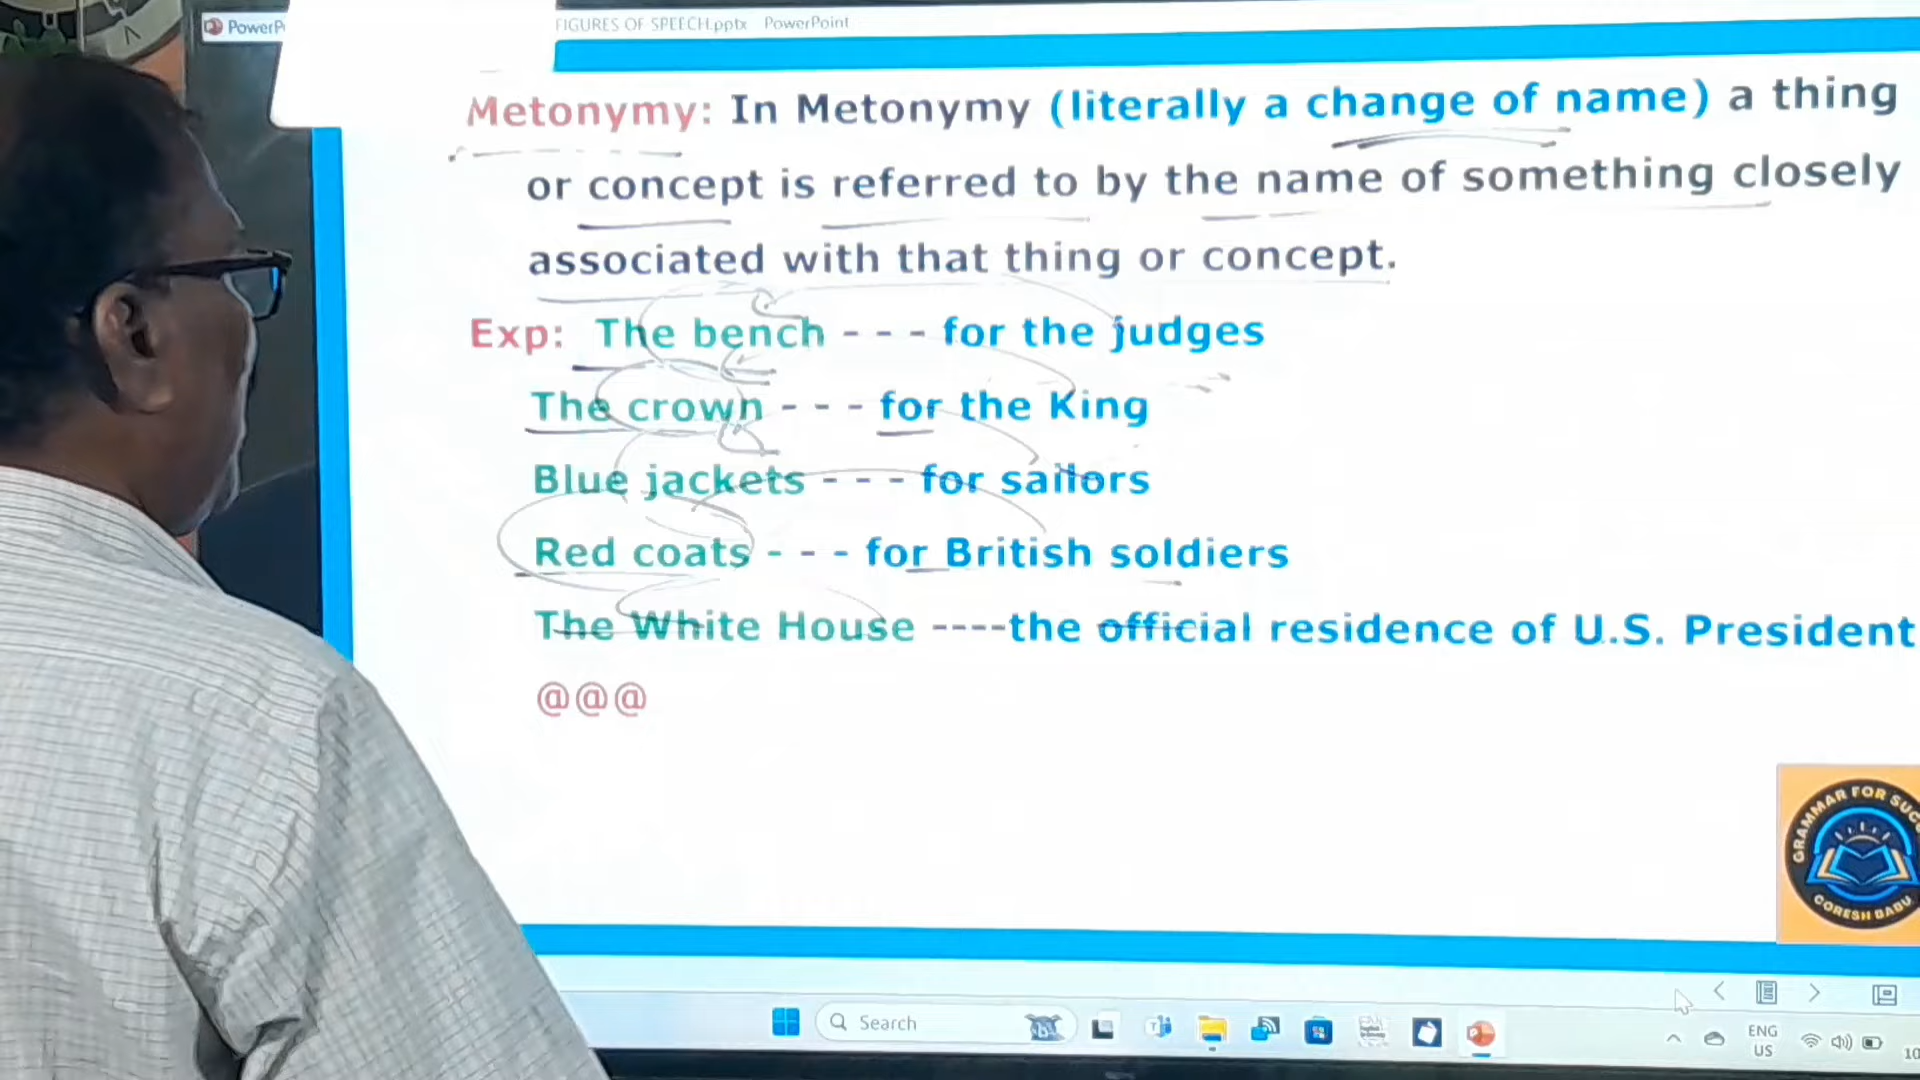 PowerP
FIGURES OF SPEECH.pptx PowerPoint
Metonymy: In Metonymy (literally a change of name) a thing
or concept is referred to by the name of something closely
associated with that thing or concept.
Exp: The bench - - - for the judges
The crown - - - for the King
Blue jackets - - - for sailors
Red coats - - - for British soldiers
The White House ----the official residence of U.S. President
@@@
GRAMMAR FOR SUCC
CORESH BABU
Search
ENG
US
10